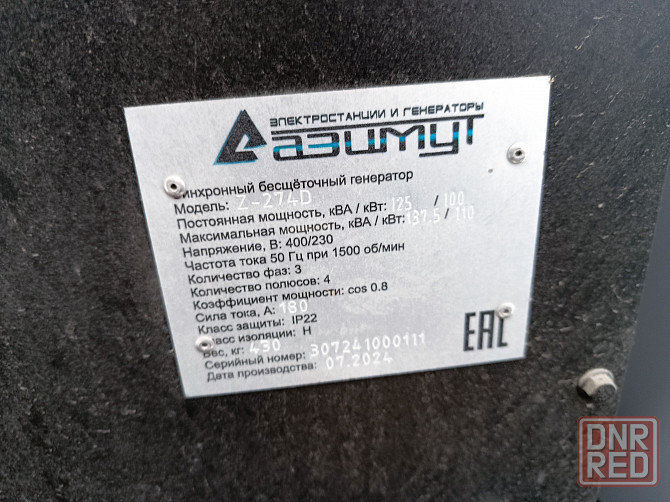 ЭЛЕКТРОСТАНЦИИ И ГЕНЕРАТОРЫ
АЗИМУТ
инхронный бесщёточный генератор
Модель: Z-274D
Постоянная мощность, кВА / кВт: 125 / 100
Максимальная мощность, кВА / кВт: 137.5 / 110
Напряжение, В: 400/230
Частота тока 50 Гц при 1500 об/мин
Количество фаз: 3
Количество полюсов: 4
Коэффициент мощности: cos 0.8
Сила тока, А: 180
Класс защиты: IP22
ласс изоляции: H
Вес, кг: 430
Серийный номер: 307241000111
Дата производства: 07.2024
EAC
DNR
RED